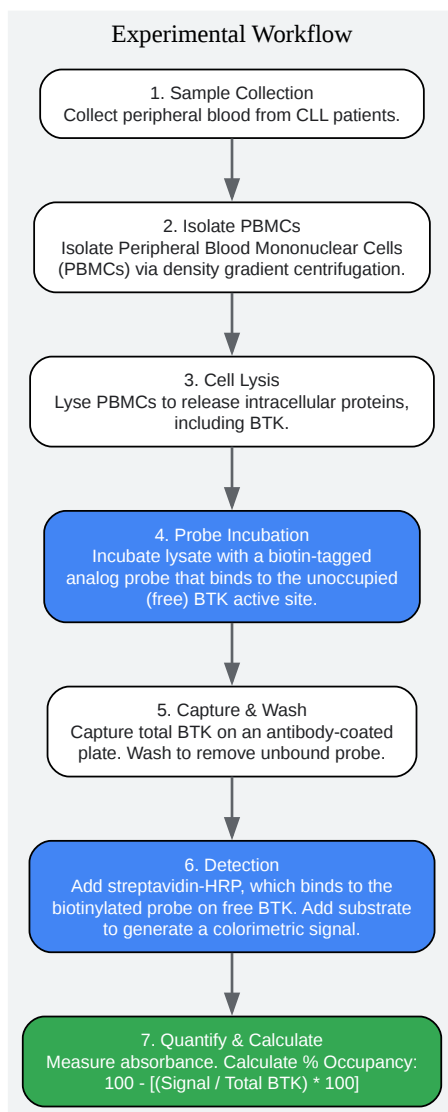 Experimental Workflow
1. Sample Collection
Collect peripheral blood from CLL patients.
2. Isolate PBMCs
Isolate Peripheral Blood Mononuclear Cells
(PBMCs) via density gradient centrifugation.
3. Cell Lysis
Lyse PBMCs to release intracellular proteins,
including BTK.
4. Probe Incubation
Incubate lysate with a biotin-tagged
analog probe that binds to the unoccupied
(free) BTK active site.
5. Capture & Wash
Capture total BTK on an antibody-coated
plate. Wash to remove unbound probe.
6. Detection
Add streptavidin-HRP, which binds to the
biotinylated probe on free BTK. Add substrate
to generate a colorimetric signal.
7. Quantify & Calculate
Measure absorbance. Calculate % Occupancy:
100 - [(Signal / Total BTK) * 100]